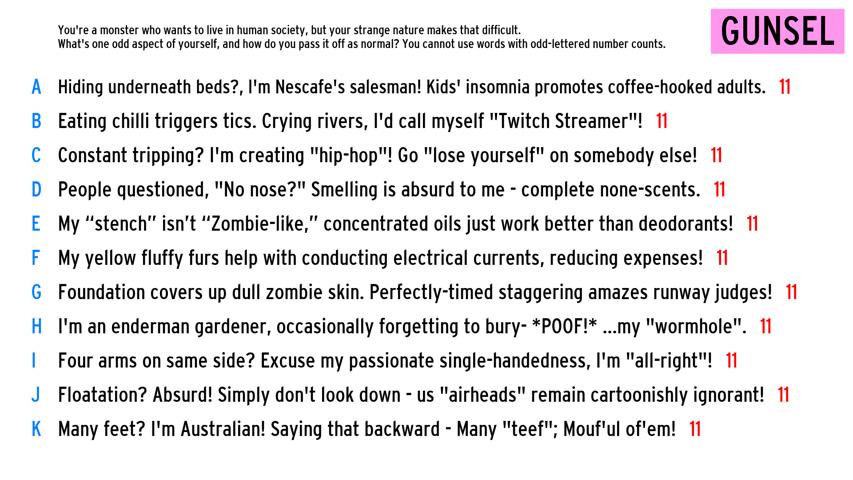 You're a monster who wants to live in human society, but your strange nature makes that difficult.
What's one odd aspect of yourself, and how do you pass it off as normal? You cannot use words with odd-lettered number counts.
GUNSEL
A Hiding underneath beds?, I'm Nescafe's salesman! Kids' insomnia promotes coffee-hooked adults. 11
B Eating chilli triggers tics. Crying rivers, I'd call myself "Twitch Streamer"! 11
C Constant tripping? I'm creating "hip-hop"! Go "lose yourself" on somebody else! 11
D People questioned, "No nose?" Smelling is absurd to me - complete none-scents. 11
E My “stench” isn’t “Zombie-like,” concentrated oils just work better than deodorants! 11
F My yellow fluffy furs help with conducting electrical currents, reducing expenses! 11
G Foundation covers up dull zombie skin. Perfectly-timed staggering amazes runway judges! 11
H I'm an enderman gardener, occasionally forgetting to bury- *POOF!* ...my "wormhole". 11
I Four arms on same side? Excuse my passionate single-handedness, I'm "all-right"! 11
J Floatation? Absurd! Simply don't look down - us "airheads" remain cartoonishly ignorant! 11
K Many feet? I'm Australian! Saying that backward - Many "teef"; Mouf'ul of'em! 11